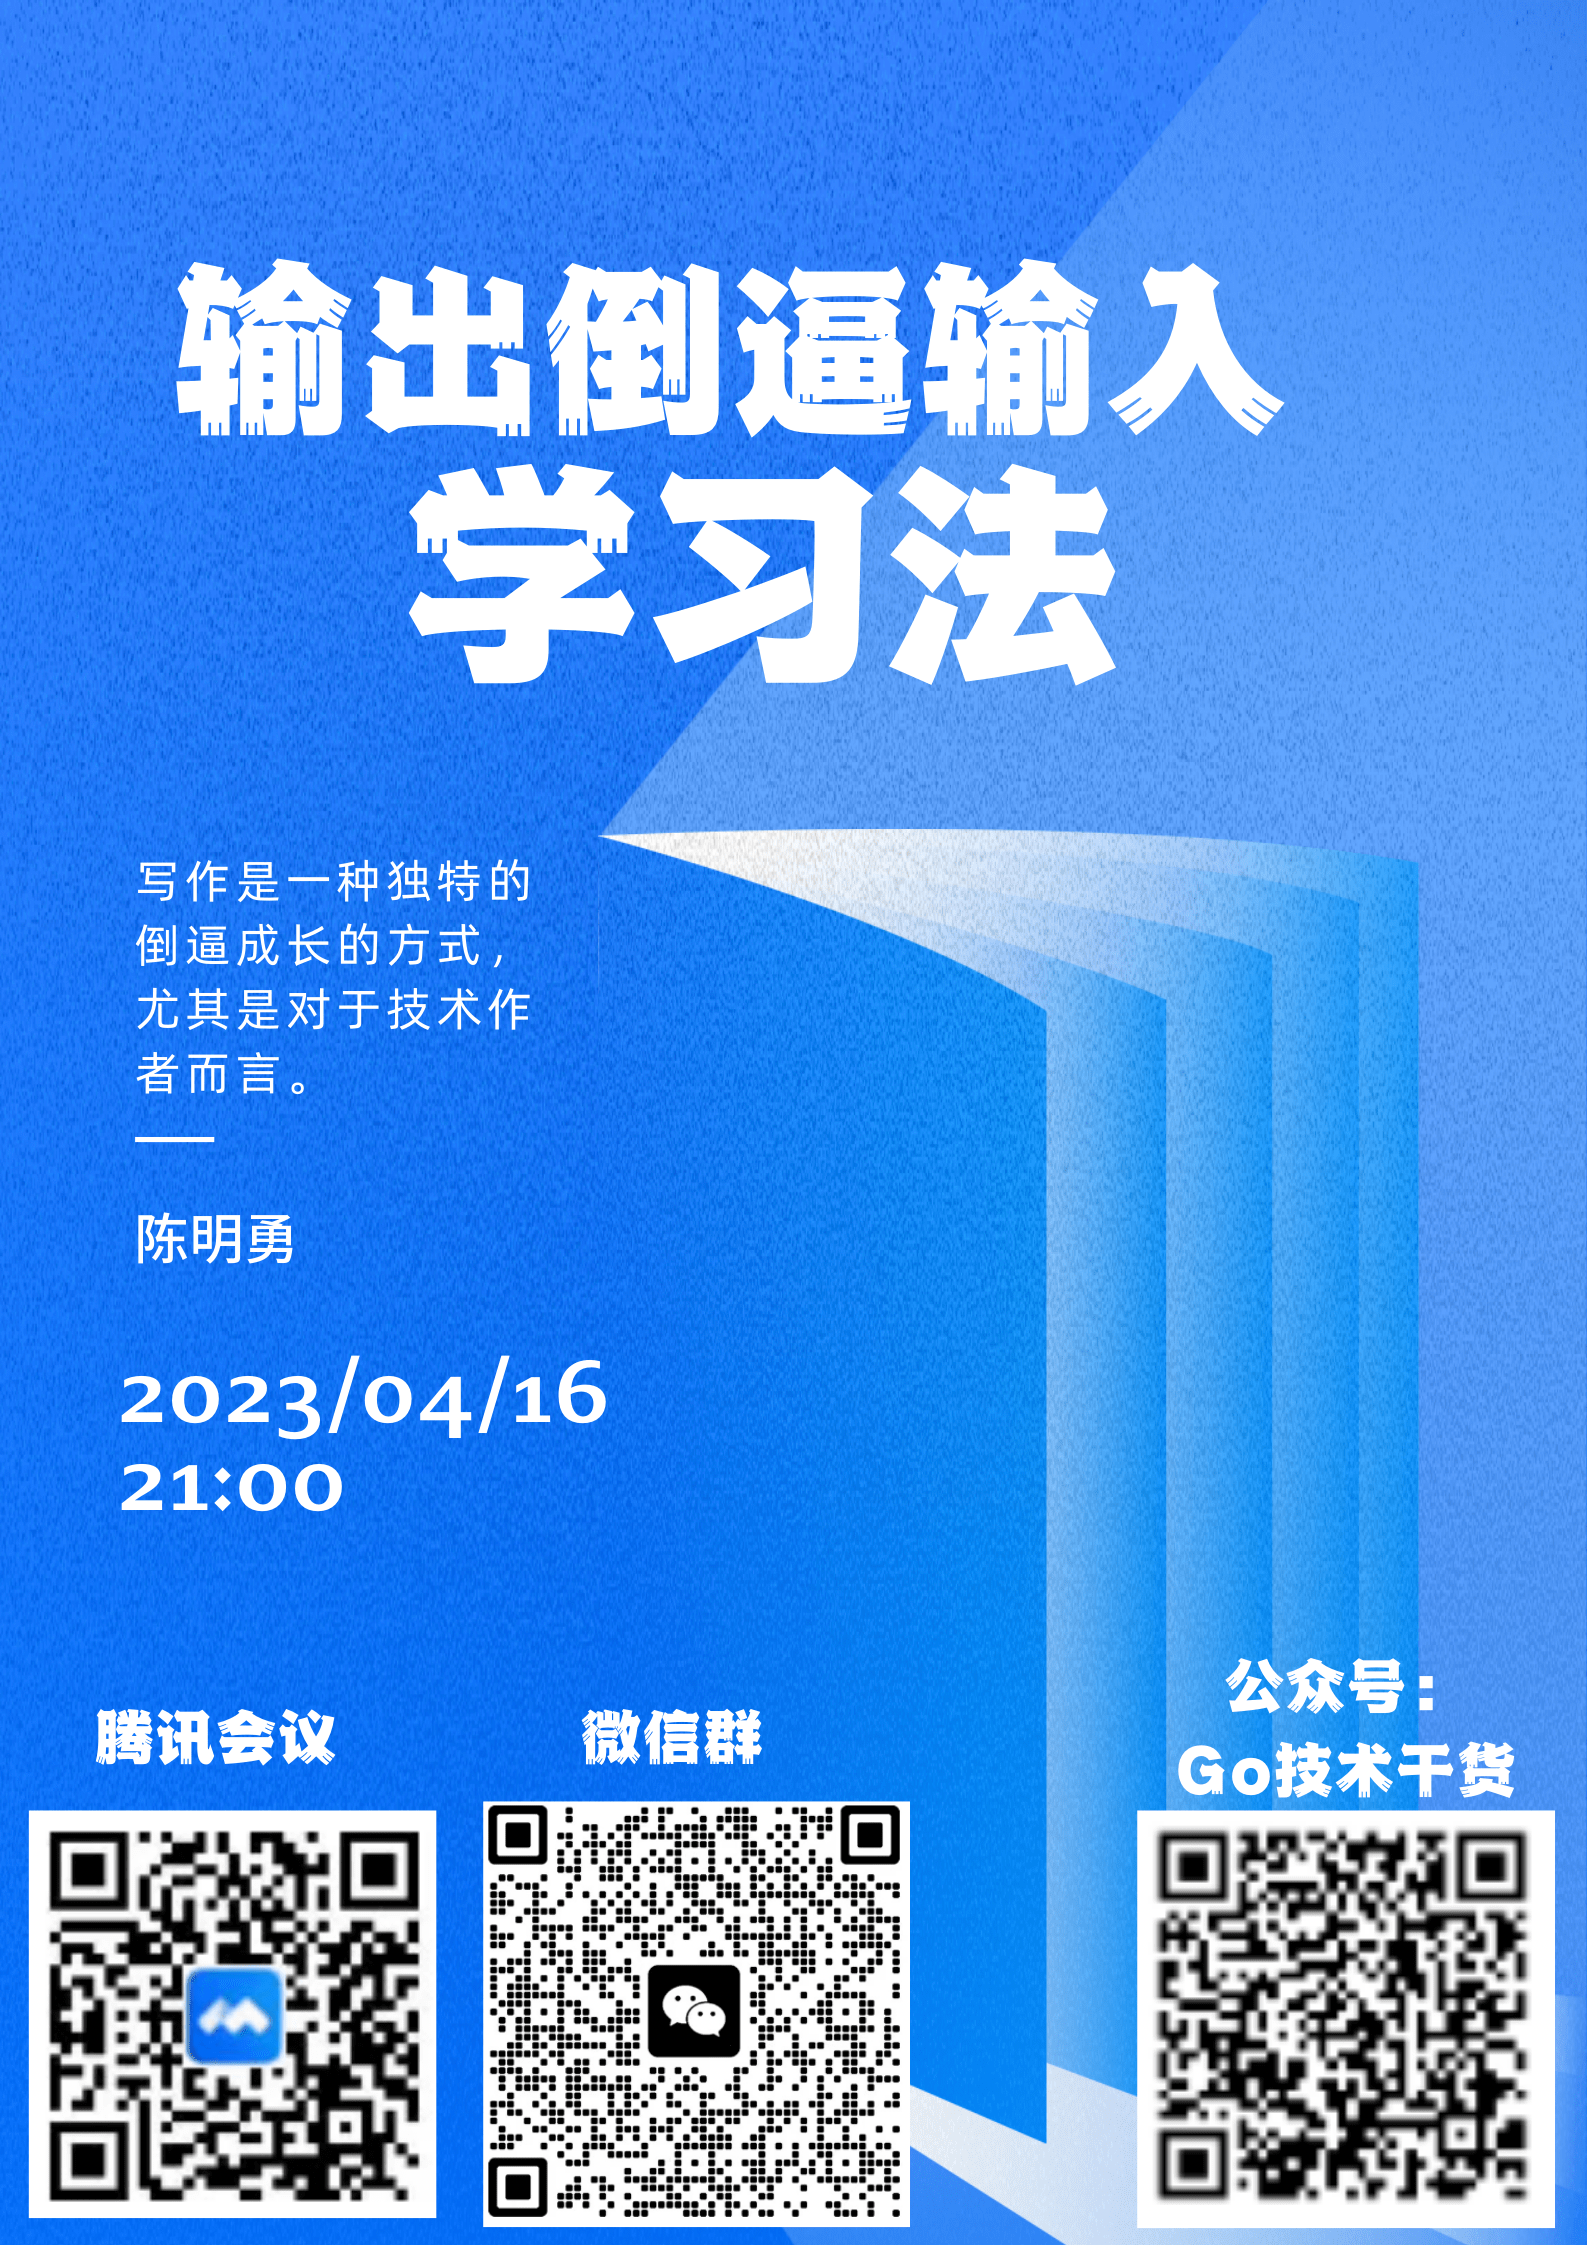 输出倒逼输入
学习法
写作是一种独特的
倒逼成长的方式，
尤其是对于技术作
者而言。
陈明勇
2023/04/16
21:00
腾讯会议
微信群
公众号：
Go技术干货